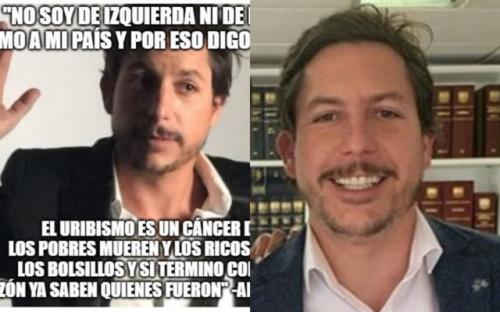 "NO SOY DE IZQUIERDA NI DE
MO A MI PAÍS Y POR ESO DIGO
EL URIBISMO ES UN CÁNCER
LOS POBRES MUEREN Y LOS RICOS
LOS BOLSILLOS Y SI TERMINO
ZÓN YA SABEN QUIENES FUERON"